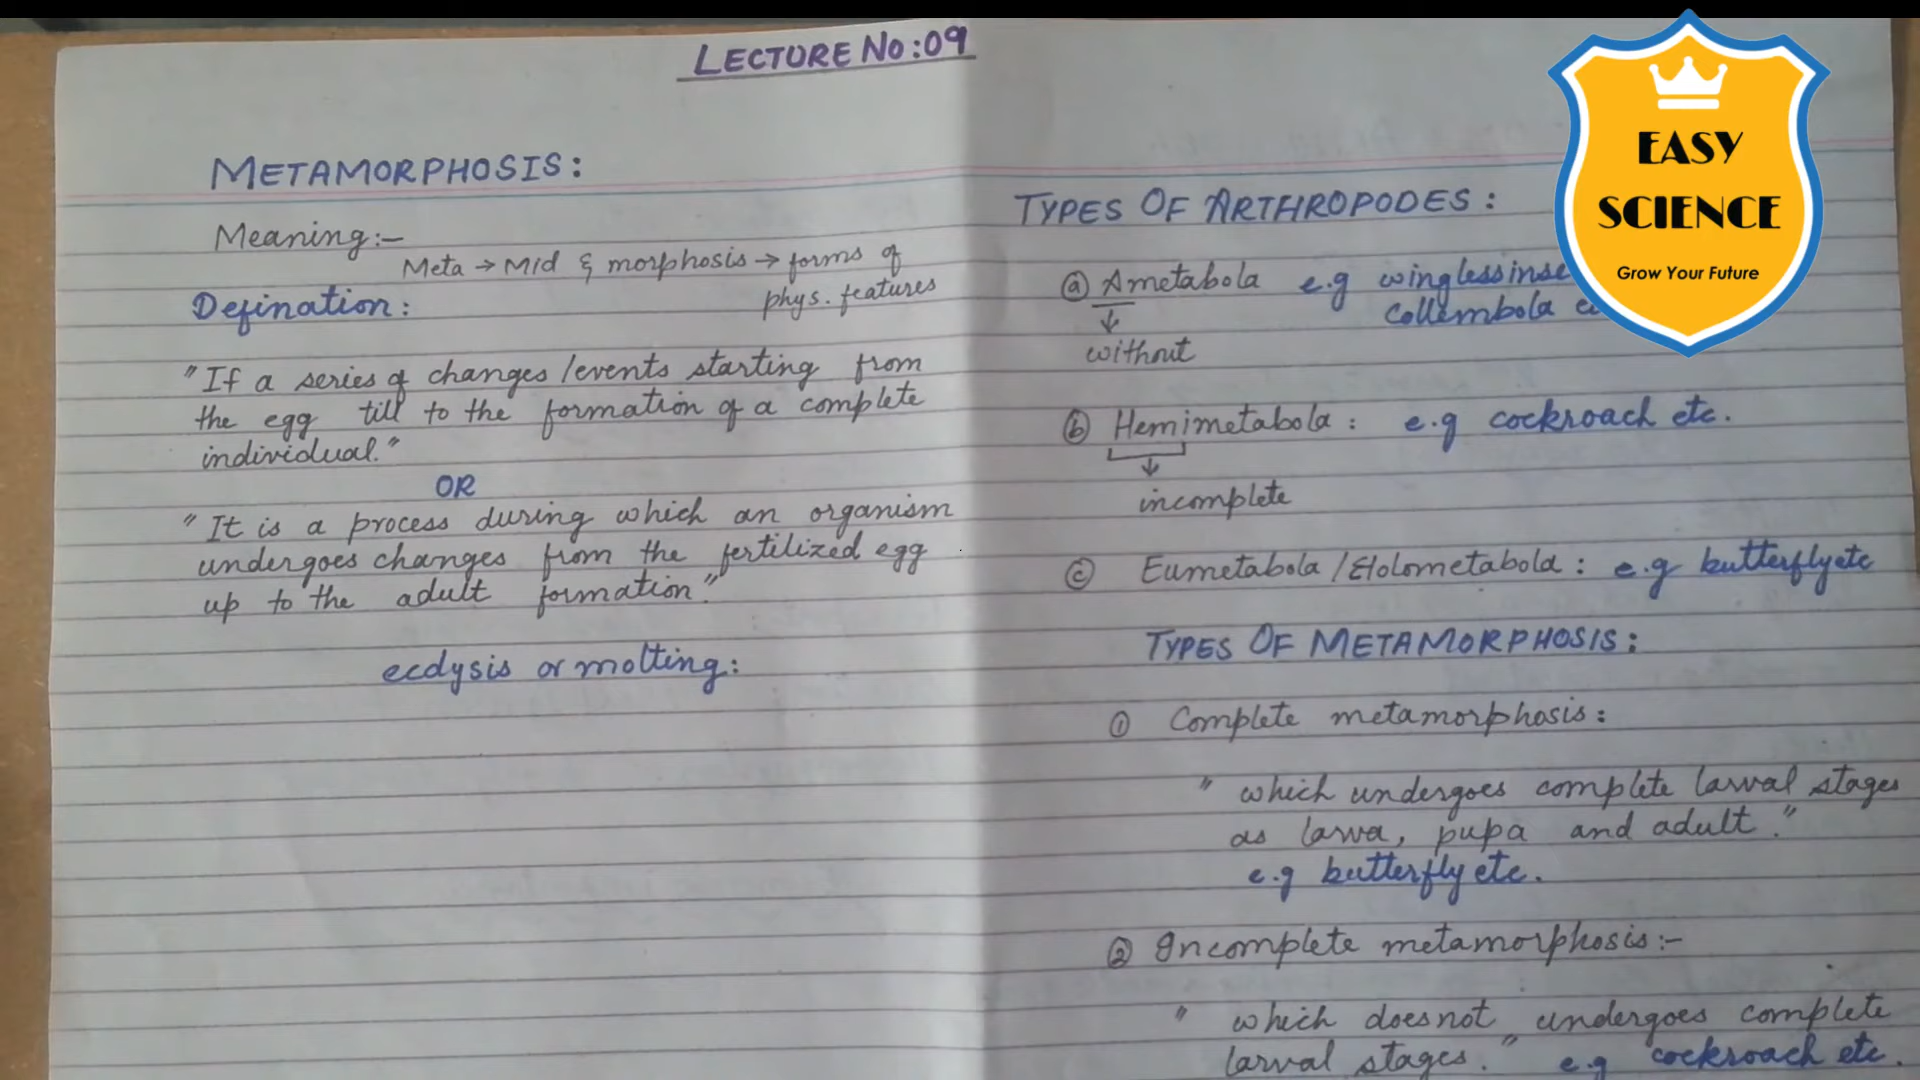 LECTURE No:09
METAMORPHOSIS:
Meaning:-
Meta → Mid & morphosis → forms of
phys. features
Defination:
"If a series of changes/events starting from
the egg till to the formation of a complete
individual."
OR
"It is a process during which an organism
undergoes changes from the fertilized egg
up to the adult formation"
ecdysis or molting:
TYPES OF ARTHROPODES:
(a) Ametabola e.g wingless
collembola
↓
without
(b) Hemimetabola: e.g cockroach etc.
↓
incomplete
(c) Eumetabola/Holometabola: e.g butterfly etc
TYPES OF METAMORPHOSIS:
① Complete metamorphosis:
"which undergoes complete larval stages
as larva, pupa and adult."
e.g butterfly etc.
② Incomplete metamorphosis:-
"which does not undergoes complete
larval stages." e.g cockroach etc.
EASY
SCIENCE
Grow Your Future